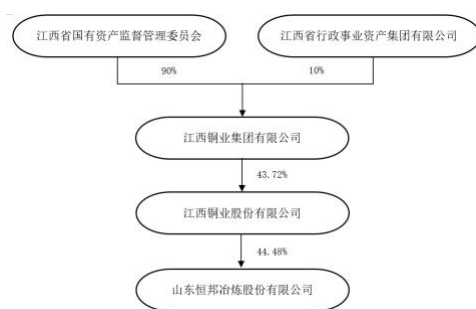 江西省国有资产监督管理委员会
江西省行政事业资产集团有限公司
90%
10%
江西铜业集团有限公司
43.72%
江西铜业股份有限公司
44.48%
山东恒邦冶炼股份有限公司